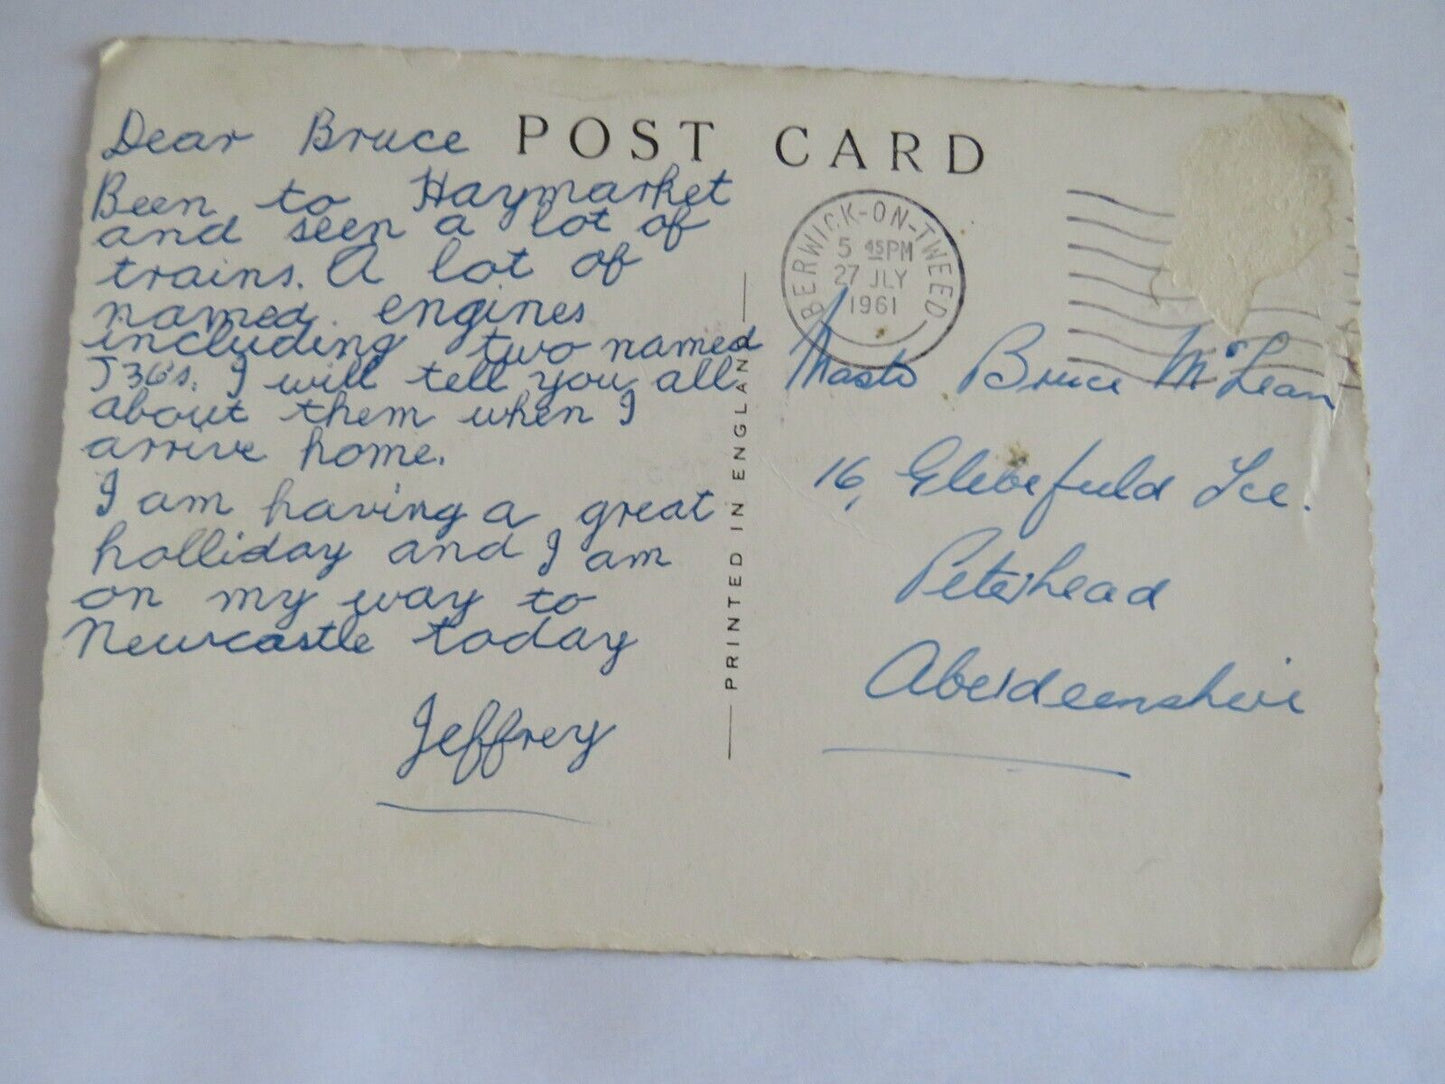 POST CARD
Dear Bruce
Been to Haymarket
and seen a lot of
trains. A lot of
named engines
including two named
J36's. I will tell you all
about them when I
arrive home.
I am having a great
holliday and I am
on my way to
Newcastle today
Jeffrey
PRINTED IN ENGLAND
BERWICK-ON-TWEED
5 45PM
27 JLY
1961
Mastr Bruce McLean
16, Glebefield Tce.
Peterhead
Aberdeenshire